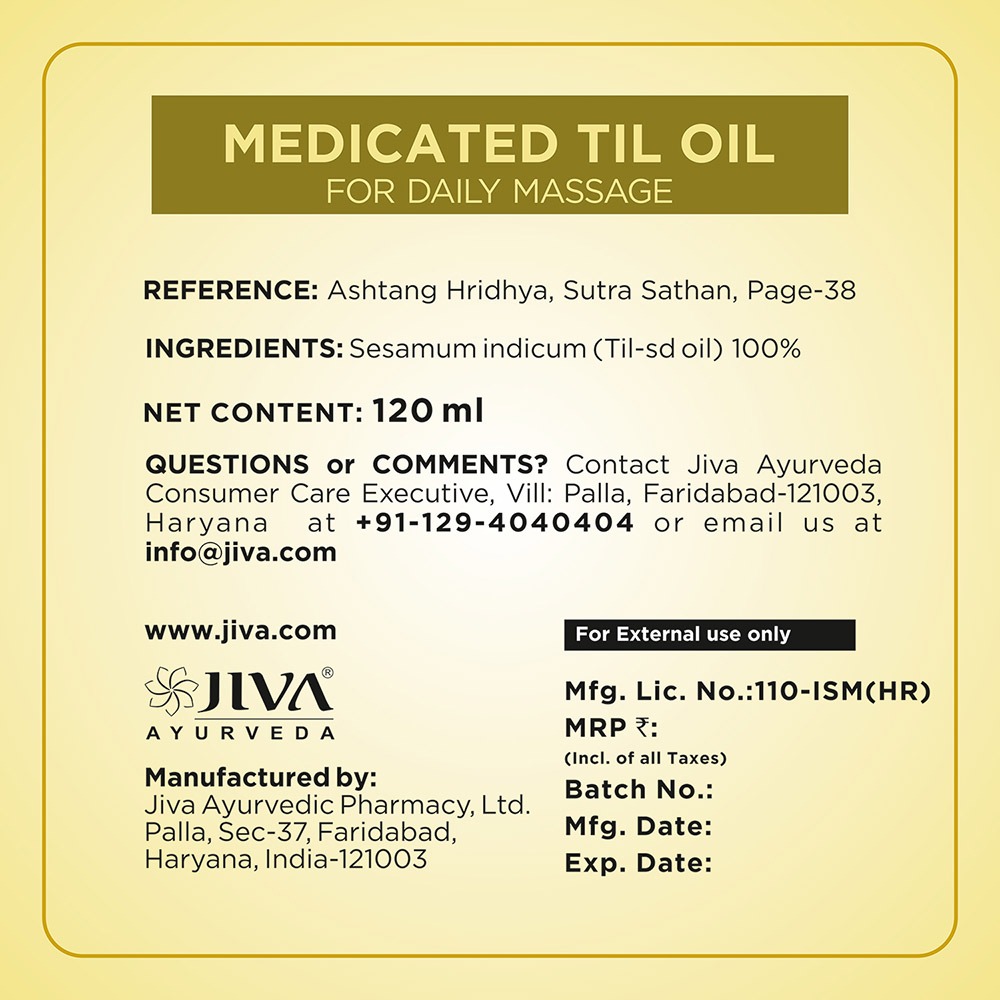 MEDICATED TIL OIL
FOR DAILY MASSAGE
REFERENCE: Ashtang Hridhya, Sutra Sathan, Page-38
INGREDIENTS: Sesamum indicum (Til-sd oil) 100%
NET CONTENT: 120 ml
QUESTIONS or COMMENTS? Contact Jiva Ayurveda
Consumer Care Executive, Vill: Palla, Faridabad-121003,
Haryana at +91-129-4040404 or email us at
info@jiva.com
www.jiva.com
JIVA®
AYURVEDA
Manufactured by:
Jiva Ayurvedic Pharmacy, Ltd.
Palla, Sec-37, Faridabad,
Haryana, India-121003
For External use only
Mfg. Lic. No.:110-ISM(HR)
MRP ₹:
(Incl. of all Taxes)
Batch No.:
Mfg. Date:
Exp. Date: